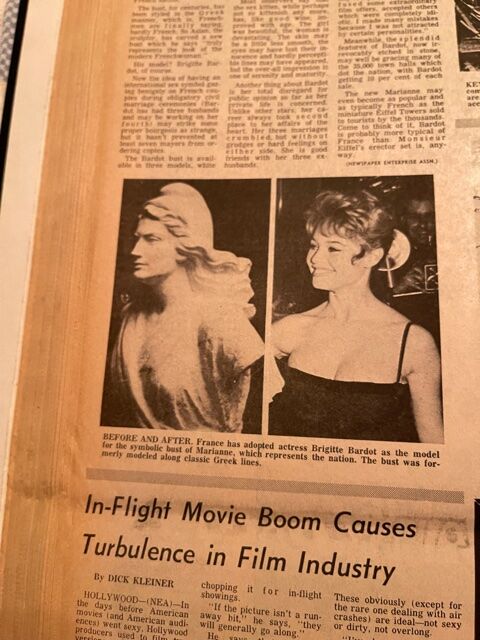 The bust, for centuries,
has been in the Greek
manner, which is, French-
men are finally saying,
hardly French. So Aslan, the
sculptor, has carved a new
bust which he says "truly
represents the look of the
modern Frenchwoman."
His model? Brigitte Bar-
dot, of course.
Now the idea of having an
international sex symbol gaz-
ing benignly on French cou-
ples during obligatory civil
marriage ceremonies (Bar-
dot has had three husbands
and may be working on her
fourth) may strike some
proper bourgeois as strange,
but it hasn't prevented at
least seven mayors from or-
dering copies.
The Bardot bust is avail-
able in three models, white
has, like good wine, im-
proved with age. The girl
was beautiful, the woman is
devastating. The skin may
be a little less smooth, the
eyes may have lost their in-
nocence and hardly percepti-
ble lines may have appeared,
but the over-all impression is
one of serenity and maturity.
Another thing about Bardot
is her total disregard for
public opinion so far as her
private life is concerned.
Unlike other stars, her ca-
reer always took second
place to her affairs of the
heart. Her three marriages
crumbled, but without
grudges or hard feelings on
either side. She is good
friends with her three ex-
husbands.
fused some extraordinary
film offers, accepted others
which were completely idi-
otic. I made many mistakes
because I was not attracted
by certain personalities."
Meanwhile, the splendid
features of Bardot, now ir-
revocably etched in stone,
may well be gracing many of
the 35,000 town halls which
dot the nation, with Bardot
getting 10 per cent of each
sale.
The new Marianne may
even become as popular and
as typically French as the
miniature Eiffel Towers sold
to tourists by the thousands.
Come to think of it, Bardot
is probably more typical of
France than Monsieur
Eiffel's erector set is, any-
way.
(NEWSPAPER ENTERPRISE ASSN.)
BEFORE AND AFTER. France has adopted actress Brigitte Bardot as the model
for the symbolic bust of Marianne, which represents the nation. The bust was for-
merly modeled along classic Greek lines.
In-Flight Movie Boom Causes
Turbulence in Film Industry
By DICK KLEINER
HOLLYWOOD—(NEA)—In
the days before American
movies (and American audi-
ences) went sexy, Hollywood
producers used to film
chopping it for in-flight
showings.
"If the picture isn't a run-
away hit," he says, "they
will generally go along."
He says
These obviously (except for
the rare one dealing with air
crashes) are ideal—not sexy
or dirty, not overlong.